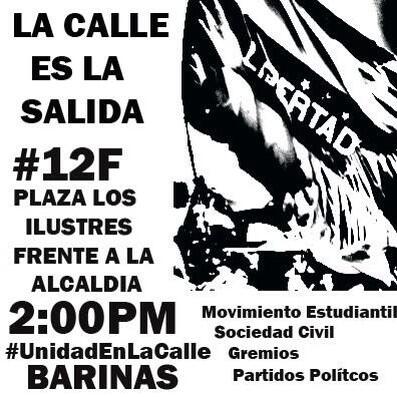 LA CALLE
ES LA
SALIDA
LIBERTAD
#12F
PLAZA LOS
ILUSTRES
FRENTE A LA
ALCALDIA
2:00PM
#UnidadEnLaCalle
BARINAS
Movimiento Estudiantil
Sociedad Civil
Gremios
Partidos Polítcos